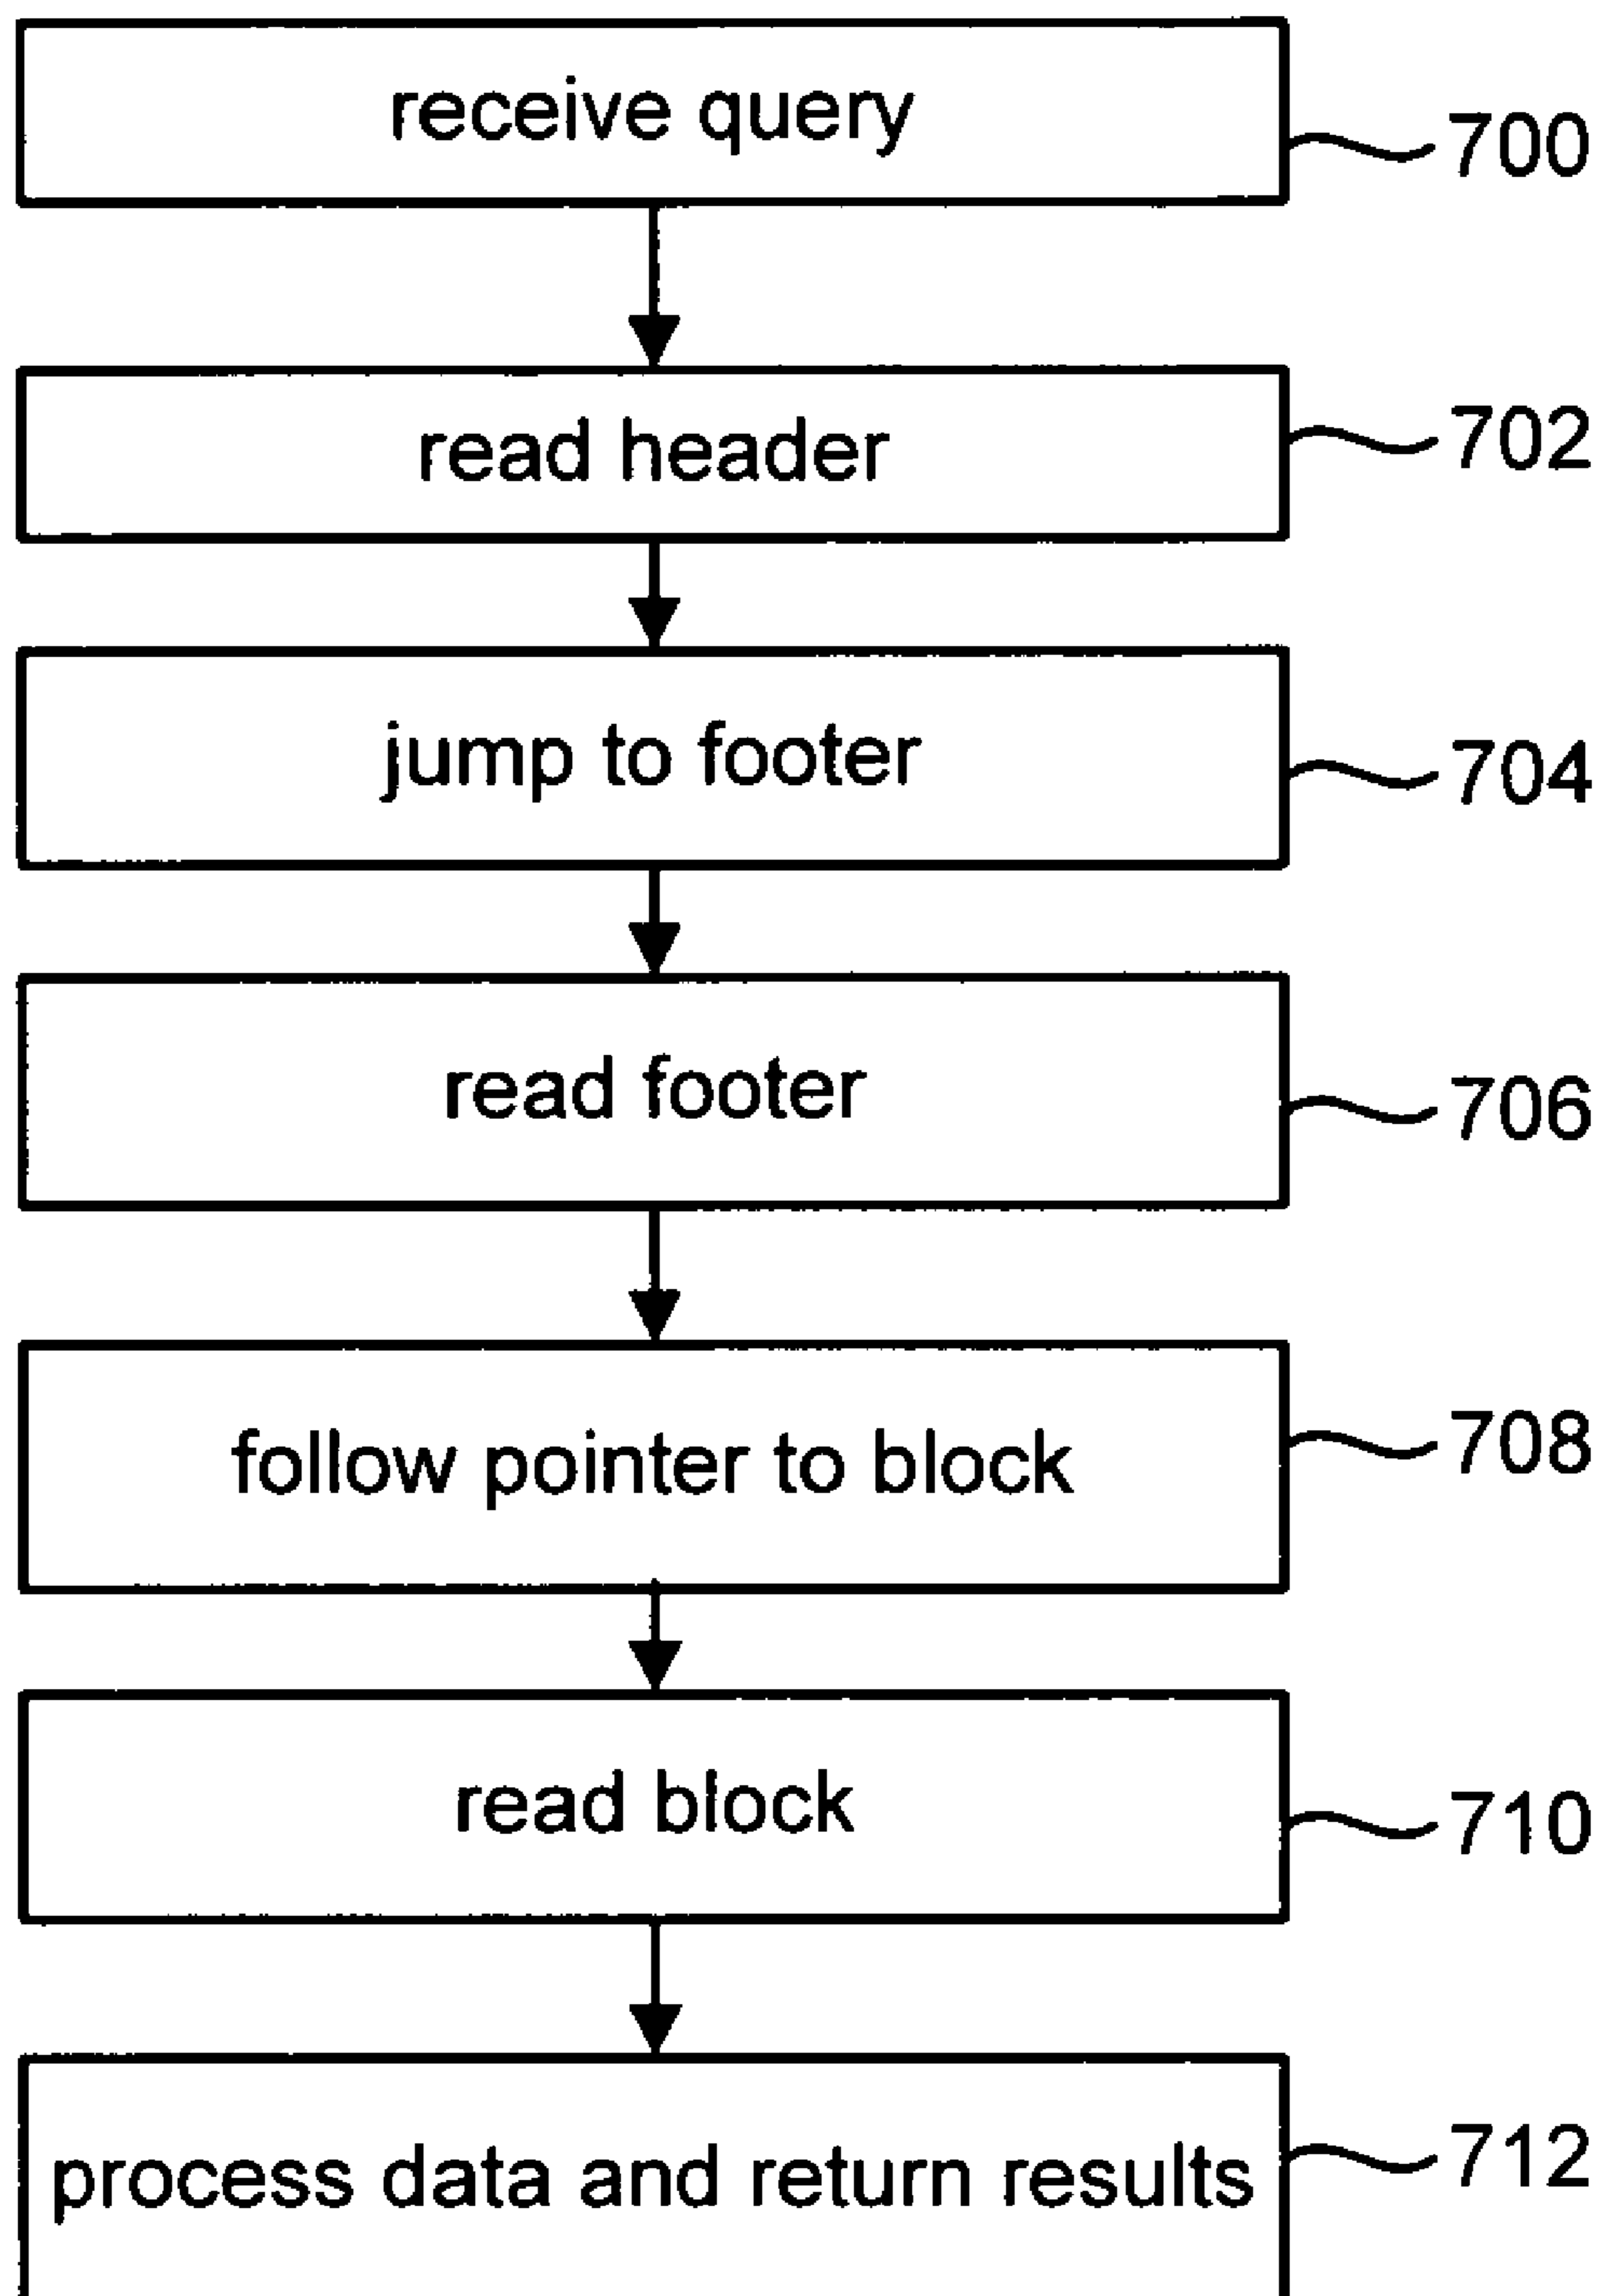 receive query 700
read header 702
jump to footer 704
read footer 706
follow pointer to block 708
read block 710
process data and return results 712